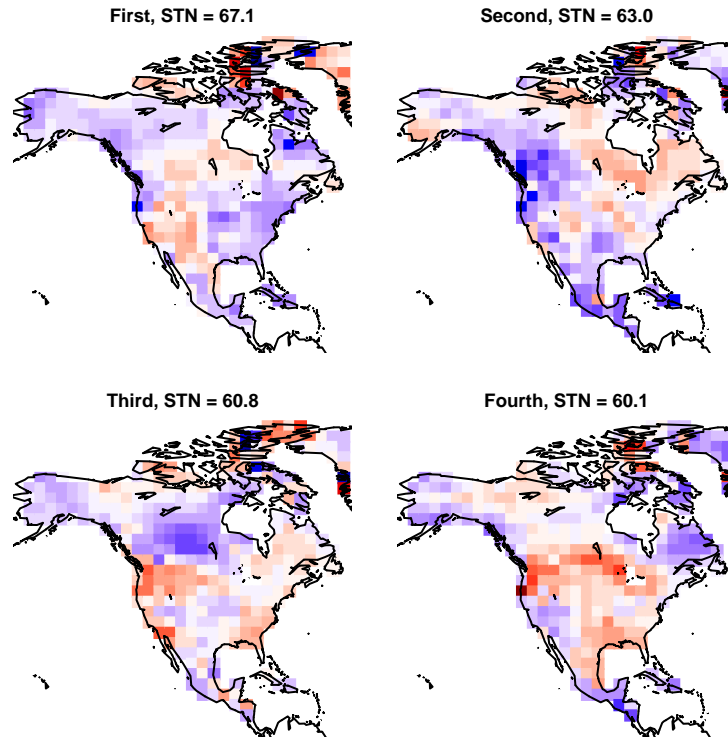 First, STN = 67.1
Second, STN = 63.0
Third, STN = 60.8
Fourth, STN = 60.1